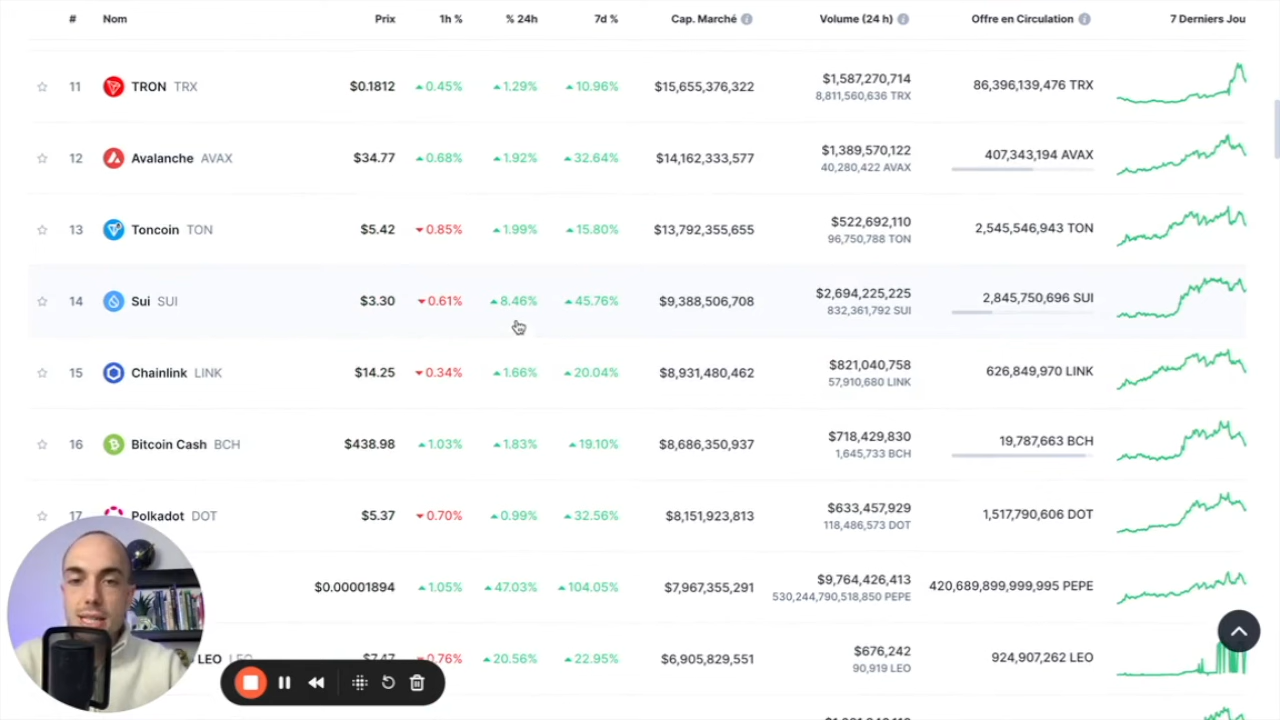 # Nom Prix 1h % % 24h 7d % Cap. Marché Volume (24 h) Offre en Circulation 7 Derniers Jou
11 TRON TRX $0.1812 0.45% 1.29% 10.96% $15,655,376,322 $1,587,270,714 86,396,139,476 TRX
8,811,560,636 TRX
12 Avalanche AVAX $34.77 0.68% 1.92% 32.64% $14,162,333,577 $1,389,570,122 407,343,194 AVAX
40,280,422 AVAX
13 Toncoin TON $5.42 0.85% 1.99% 15.80% $13,792,355,655 $522,692,110 2,545,546,943 TON
96,750,788 TON
14 Sui SUI $3.30 0.61% 8.46% 45.76% $9,388,506,708 $2,694,225,225 2,845,750,696 SUI
832,361,792 SUI
15 Chainlink LINK $14.25 0.34% 1.66% 20.04% $8,931,480,462 $821,040,758 626,849,970 LINK
57,910,680 LINK
16 Bitcoin Cash BCH $438.98 1.03% 1.83% 19.10% $8,686,350,937 $718,429,830 19,787,663 BCH
1,645,733 BCH
17 Polkadot DOT $5.37 0.70% 0.99% 32.56% $8,151,923,813 $633,457,929 1,517,790,606 DOT
118,486,573 DOT
$0.00001894 1.05% 47.03% 104.05% $7,967,355,291 $9,764,426,413 420,689,899,999,995 PEPE
530,244,790,518,850 PEPE
LEO LEO $7.47 0.76% 20.56% 22.95% $6,905,829,551 $676,242 924,907,262 LEO
90,919 LEO